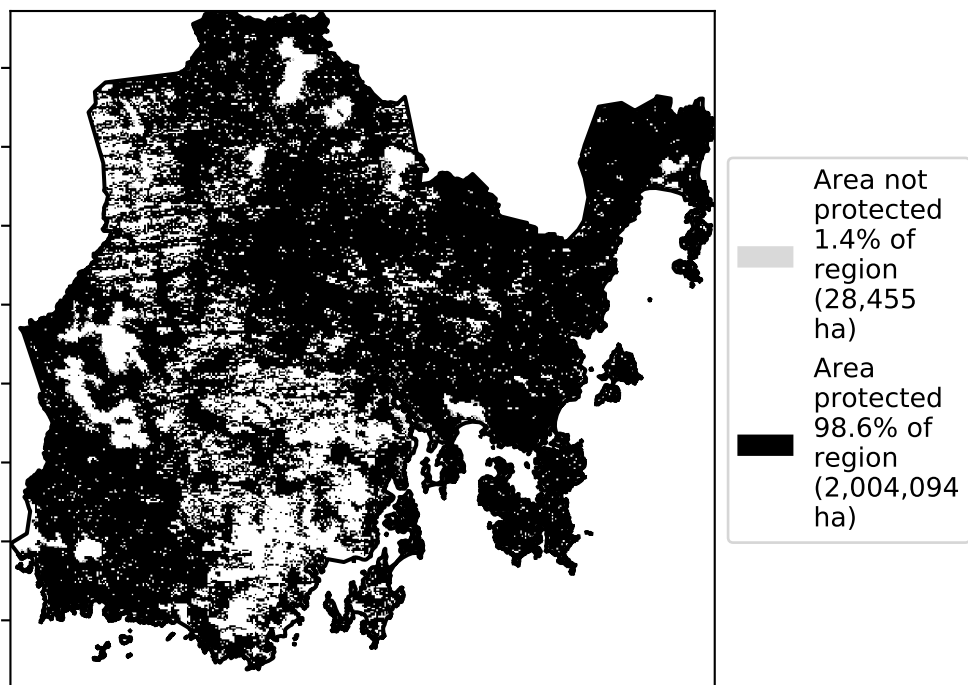 Area not
protected
1.4% of
region
(28,455
ha)
Area
protected
98.6% of
region
(2,004,094
ha)